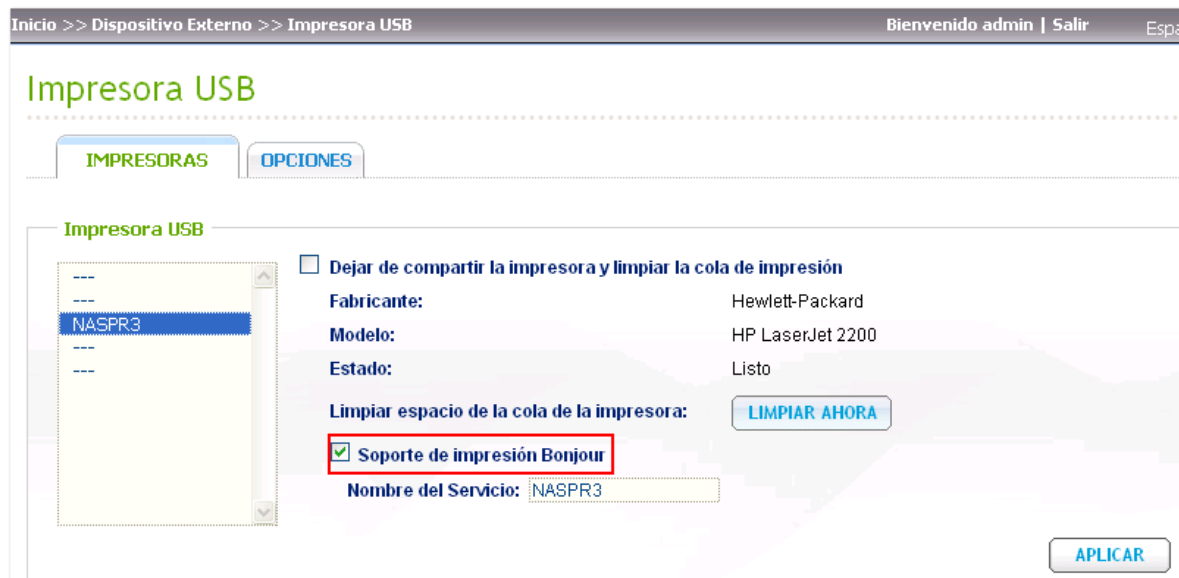 Inicio >> Dispositivo Externo >> Impresora USB Bienvenido admin | Salir Espa
Impresora USB
IMPRESORAS OPCIONES
Impresora USB
---
---
NASPR3
---
---
Dejar de compartir la impresora y limpiar la cola de impresión
Fabricante: Hewlett-Packard
Modelo: HP LaserJet 2200
Estado: Listo
Limpiar espacio de la cola de la impresora: LIMPIAR AHORA
Soporte de impresión Bonjour
Nombre del Servicio: NASPR3
APLICAR